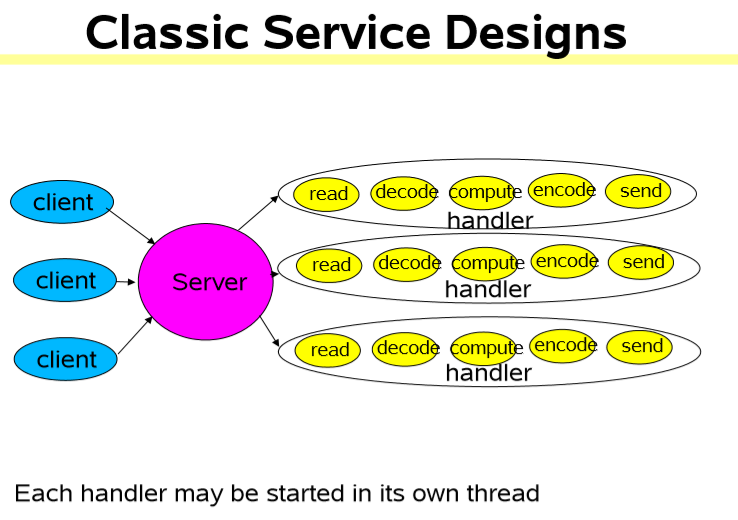 Classic Service Designs
client
client
client
Server
read decode compute encode send
handler
read decode compute encode send
handler
read decode compute encode send
handler
Each handler may be started in its own thread